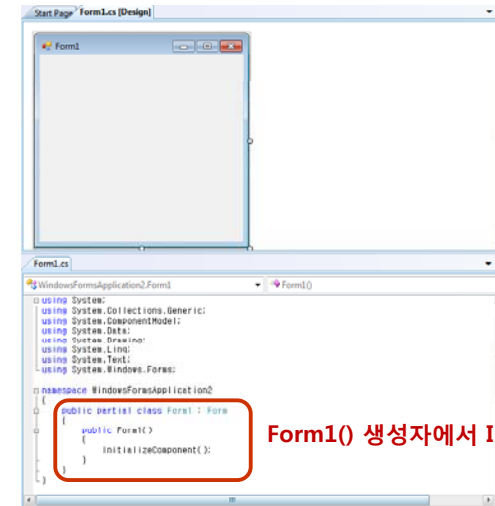 Start Page Form1.cs [Design]
Form1
Form1.cs
WindowsFormsApplication2.Form1 Form1()
using System;
using System.Collections.Generic;
using System.ComponentModel;
using System.Data;
using System.Drawing;
using System.Linq;
using System.Text;
using System.Windows.Forms;
namespace WindowsFormsApplication2
{
public partial class Form1 : Form
{
public Form1()
{
InitializeComponent();
}
}
}
Form1() 생성자에서 I